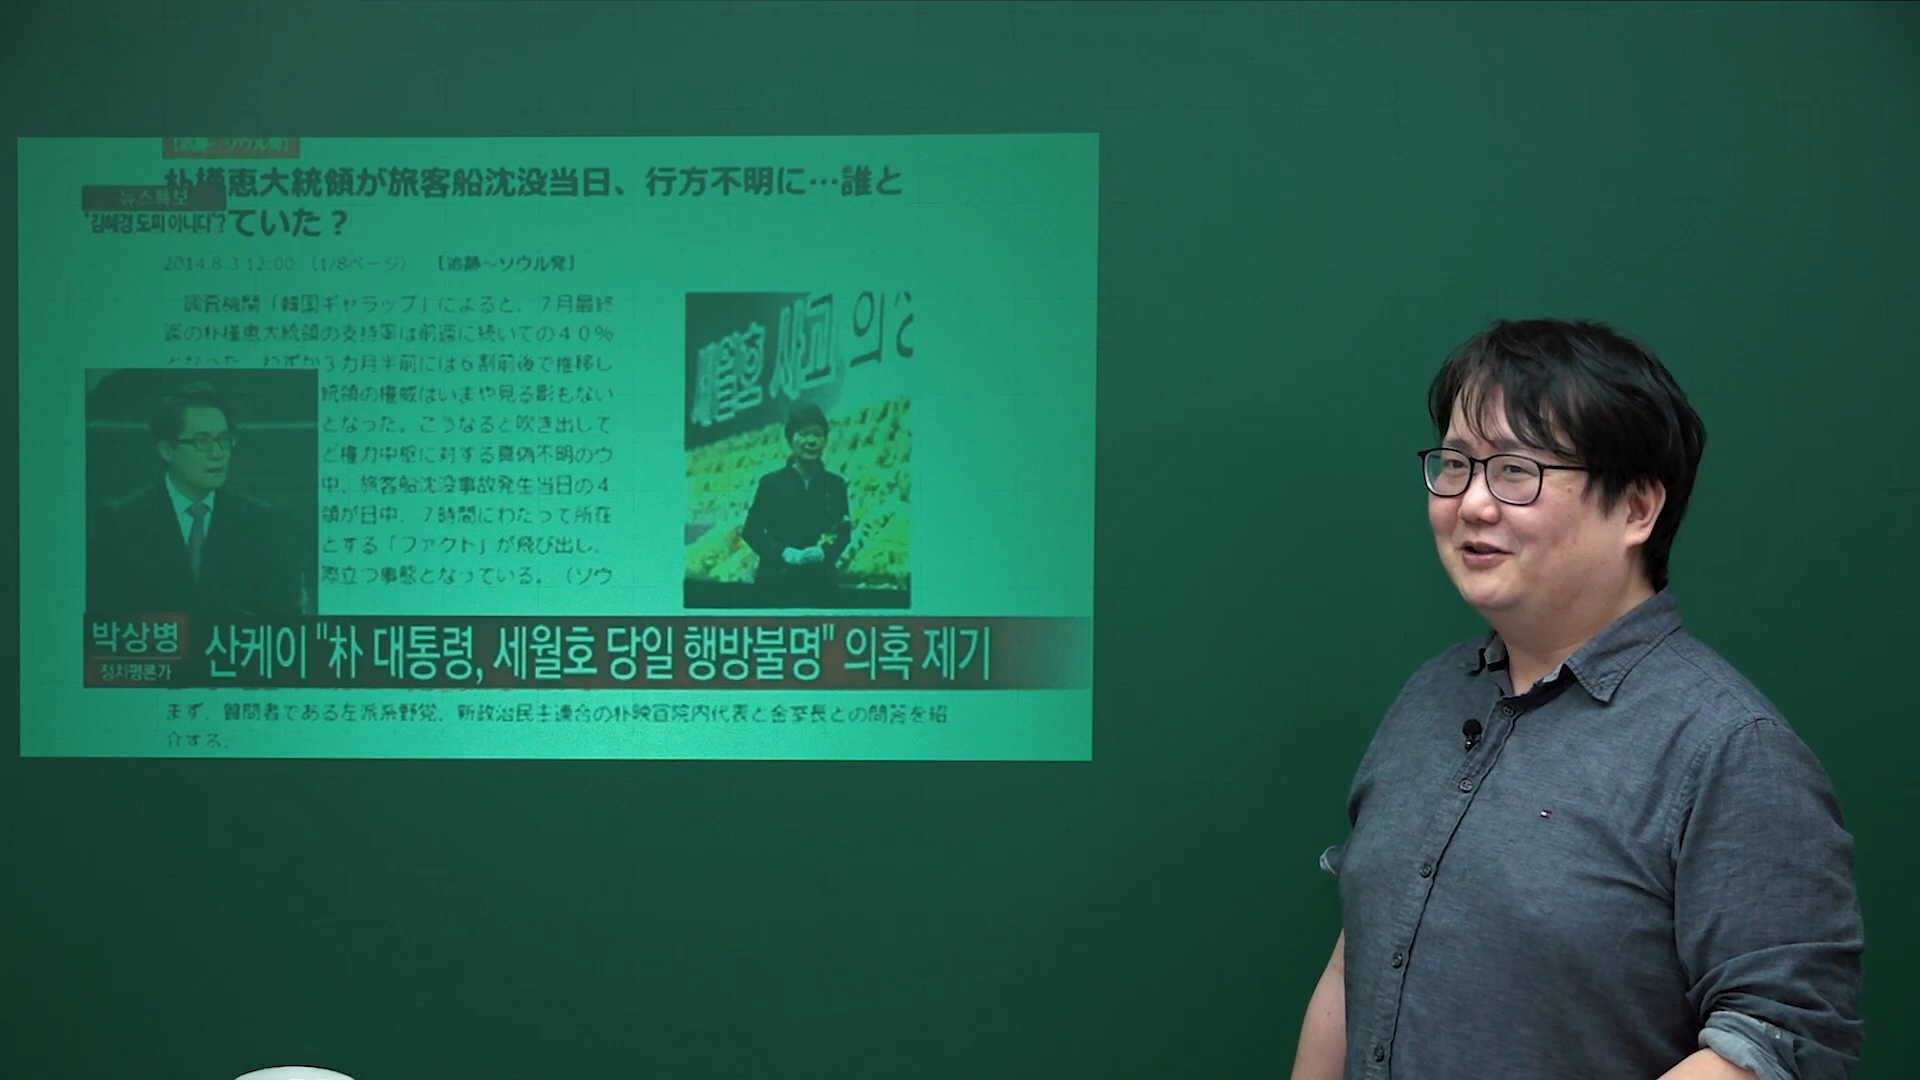 【追跡～ソウル発】
朴槿恵大統領が旅客船沈没当日、行方不明に…誰と
뉴스특보
"김혜경 도피 아니다"?
ていた？
2014.8.3 12:00 （1/8ページ） 【追跡～ソウル発】
調査機関「韓国ギャラップ」によると、７月最終
週の朴槿恵大統領の支持率は前週に続いての４０％
となった。わずか３カ月半前には６割前後で推移し
統領の権威はいまや見る影もない
となった。こうなると吹き出して
ど権力中枢に対する真偽不明のウ
中、旅客船沈没事故発生当日の４
領が日中、７時間にわたって所在
とする「ファクト」が飛び出し、
際立つ事態となっている。（ソウ
세월호 사고 의
朴상병
정치평론가
산케이 "朴 대통령, 세월호 당일 행방불명" 의혹 제기
まず、質問者である左派系野党、新政治民主連合の朴映宣院内代表と金室長との問答を紹
介する。